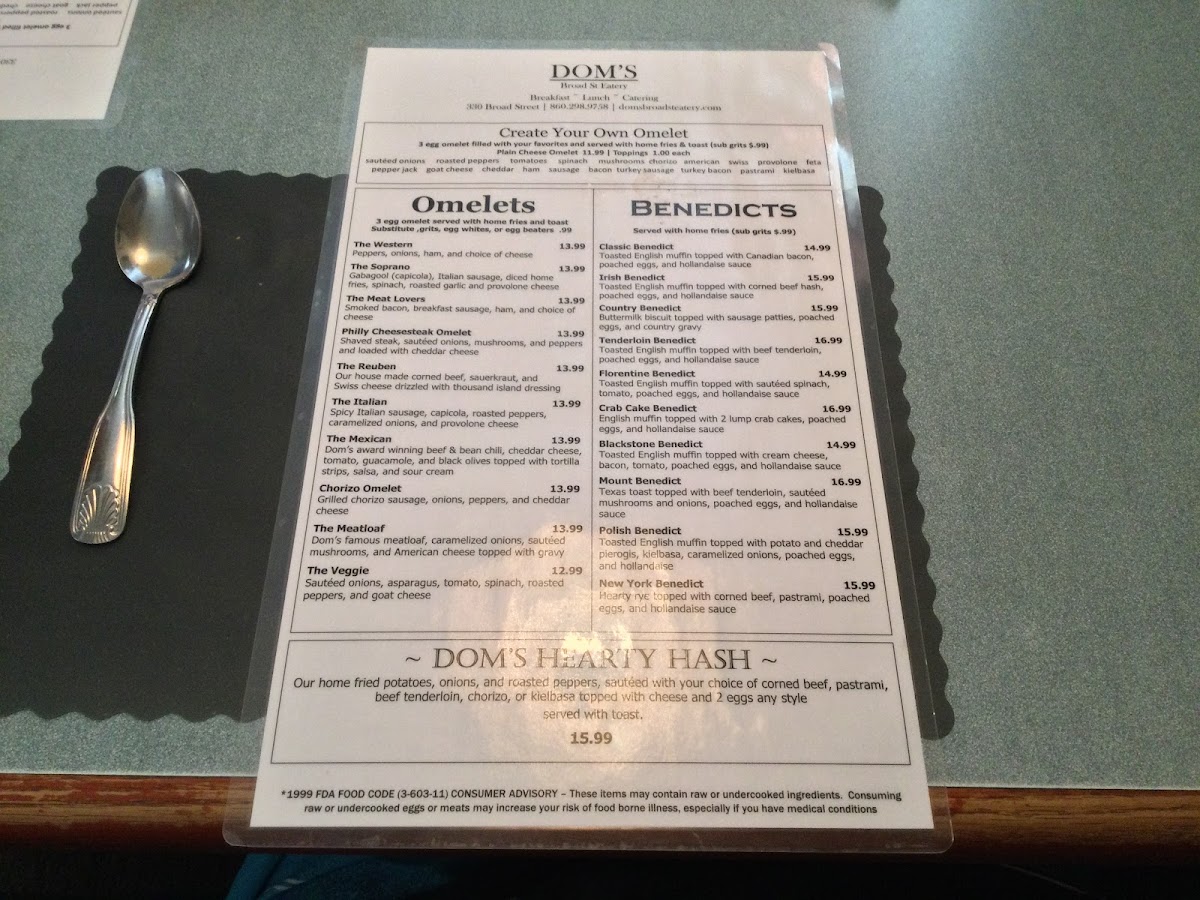 DOM'S
Broad St Eatery
Breakfast ~ Lunch ~ Catering
330 Broad Street | 860.298.9758 | domsbroadsteatery.com
Create Your Own Omelet
3 egg omelet filled with your favorites and served with home fries & toast (sub grits $.99)
Plain Cheese Omelet 11.99 | Toppings 1.00 each
sautéed onions roasted peppers tomatoes spinach mushrooms chorizo american swiss provolone feta
pepper jack goat cheese cheddar ham sausage bacon turkey sausage turkey bacon pastrami kielbasa
Omelets
3 egg omelet served with home fries and toast
Substitute ,grits, egg whites, or egg beaters .99
The Western 13.99
Peppers, onions, ham, and choice of cheese
The Soprano 13.99
Gabagool (capicola), Italian sausage, diced home
fries, spinach, roasted garlic and provolone cheese
The Meat Lovers 13.99
Smoked bacon, breakfast sausage, ham, and choice of
cheese
Philly Cheesesteak Omelet 13.99
Shaved steak, sautéed onions, mushrooms, and peppers
and loaded with cheddar cheese
The Reuben 13.99
Our house made corned beef, sauerkraut, and
Swiss cheese drizzled with thousand island dressing
The Italian 13.99
Spicy Italian sausage, capicola, roasted peppers,
caramelized onions, and provolone cheese
The Mexican 13.99
Dom's award winning beef & bean chili, cheddar cheese,
tomato, guacamole, and black olives topped with tortilla
strips, salsa, and sour cream
Chorizo Omelet 13.99
Grilled chorizo sausage, onions, peppers, and cheddar
cheese
The Meatloaf 13.99
Dom's famous meatloaf, caramelized onions, sautéed
mushrooms, and American cheese topped with gravy
The Veggie 12.99
Sautéed onions, asparagus, tomato, spinach, roasted
peppers, and goat cheese
BENEDICTS
Served with home fries (sub grits $.99)
Classic Benedict 14.99
Toasted English muffin topped with Canadian bacon,
poached eggs, and hollandaise sauce
Irish Benedict 15.99
Toasted English muffin topped with corned beef hash,
poached eggs, and hollandaise sauce
Country Benedict 15.99
Buttermilk biscuit topped with sausage patties, poached
eggs, and country gravy
Tenderloin Benedict 16.99
Toasted English muffin topped with beef tenderloin,
poached eggs, and hollandaise sauce
Florentine Benedict 14.99
Toasted English muffin topped with sautéed spinach,
tomato, poached eggs, and hollandaise sauce
Crab Cake Benedict 16.99
English muffin topped with 2 lump crab cakes, poached
eggs, and hollandaise sauce
Blackstone Benedict 14.99
Toasted English muffin topped with cream cheese,
bacon, tomato, poached eggs, and hollandaise sauce
Mount Benedict 16.99
Texas toast topped with beef tenderloin, sautéed
mushrooms and onions, poached eggs, and hollandaise
sauce
Polish Benedict 15.99
Toasted English muffin topped with potato and cheddar
pierogis, kielbasa, caramelized onions, poached eggs,
and hollandaise
New York Benedict 15.99
Hearty rye topped with corned beef, pastrami, poached
eggs, and hollandaise sauce
~ DOM'S HEARTY HASH ~
Our home fried potatoes, onions, and roasted peppers, sautéed with your choice of corned beef, pastrami,
beef tenderloin, chorizo, or kielbasa topped with cheese and 2 eggs any style
served with toast.
15.99
*1999 FDA FOOD CODE (3-603-11) CONSUMER ADVISORY – These items may contain raw or undercooked ingredients. Consuming
raw or undercooked eggs or meats may increase your risk of food borne illness, especially if you have medical conditions
3 egg omelet filled
sautéed onions roasted peppers
pepper jack goat cheese